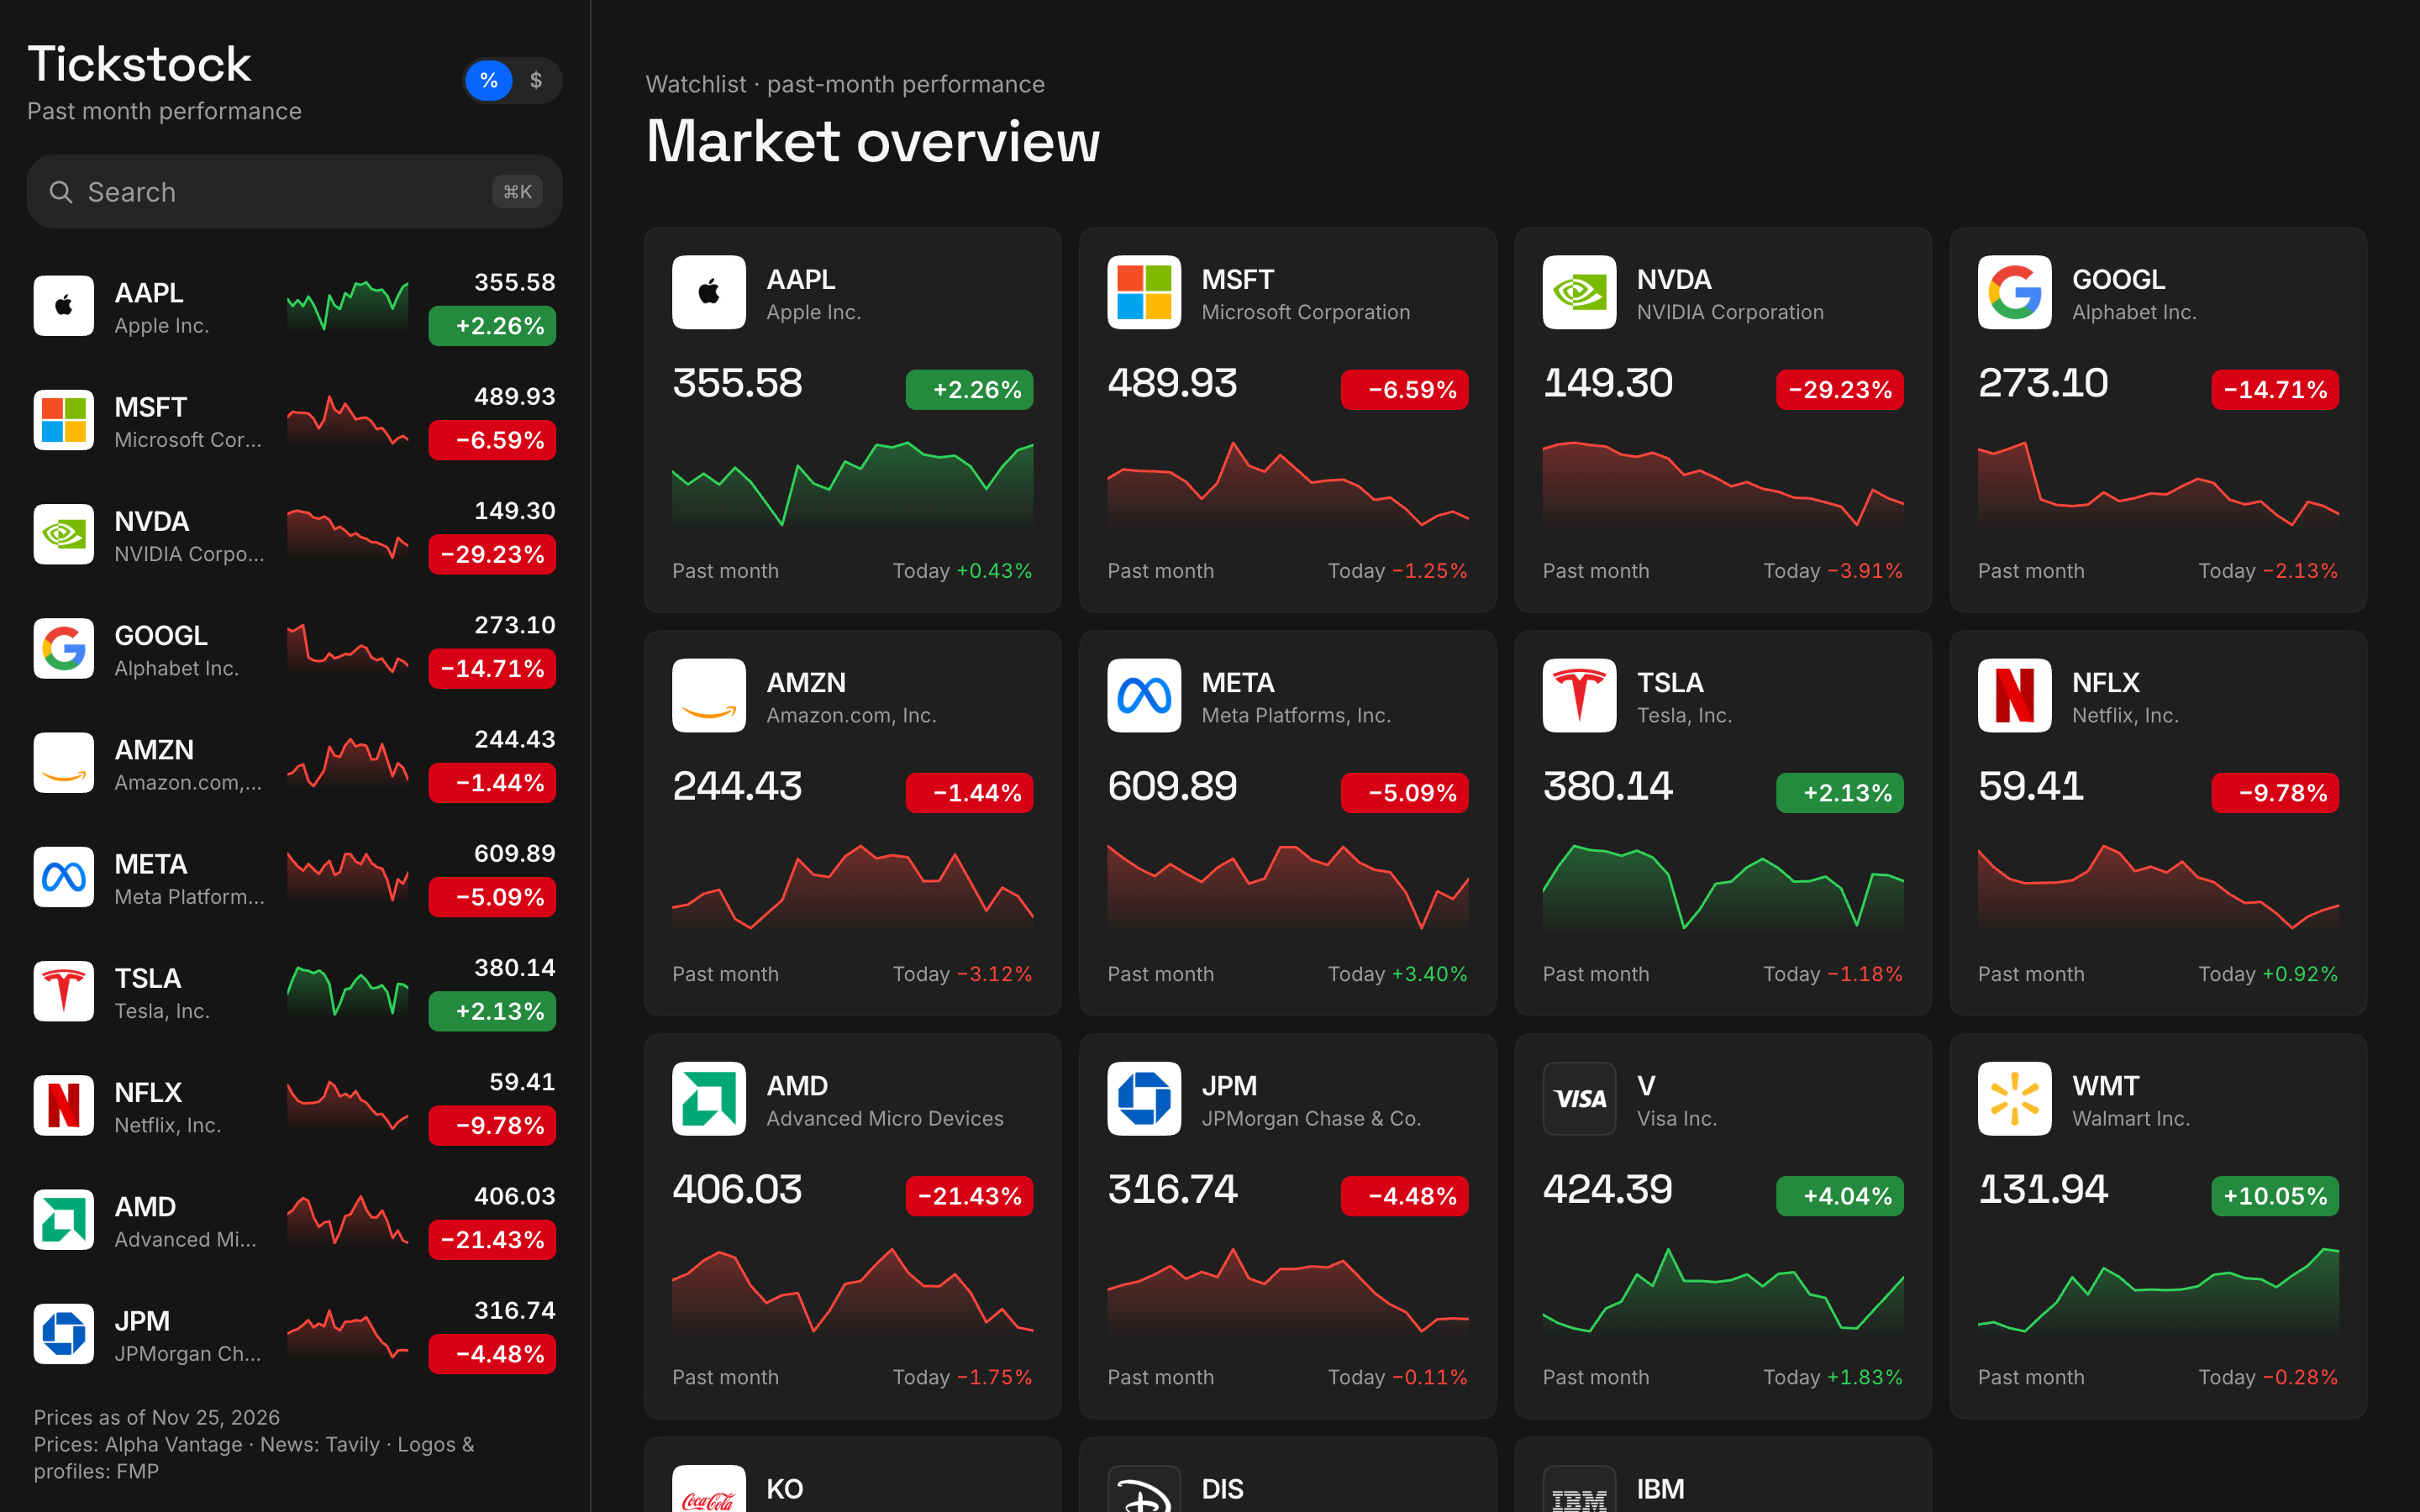 Tickstock
Past month performance
% $
Search ⌘K
AAPL
Apple Inc.
355.58
+2.26%
MSFT
Microsoft Cor...
489.93
−6.59%
NVDA
NVIDIA Corpo...
149.30
−29.23%
GOOGL
Alphabet Inc.
273.10
−14.71%
AMZN
Amazon.com,...
244.43
−1.44%
META
Meta Platform...
609.89
−5.09%
TSLA
Tesla, Inc.
380.14
+2.13%
NFLX
Netflix, Inc.
59.41
−9.78%
AMD
Advanced Mi...
406.03
−21.43%
JPM
JPMorgan Ch...
316.74
−4.48%
Prices as of Nov 25, 2026
Prices: Alpha Vantage · News: Tavily · Logos &
profiles: FMP
Watchlist · past-month performance
Market overview
AAPL
Apple Inc.
355.58 +2.26%
Past month Today +0.43%
MSFT
Microsoft Corporation
489.93 −6.59%
Past month Today −1.25%
NVDA
NVIDIA Corporation
149.30 −29.23%
Past month Today −3.91%
GOOGL
Alphabet Inc.
273.10 −14.71%
Past month Today −2.13%
AMZN
Amazon.com, Inc.
244.43 −1.44%
Past month Today −3.12%
META
Meta Platforms, Inc.
609.89 −5.09%
Past month Today +3.40%
TSLA
Tesla, Inc.
380.14 +2.13%
Past month Today −1.18%
NFLX
Netflix, Inc.
59.41 −9.78%
Past month Today +0.92%
AMD
Advanced Micro Devices
406.03 −21.43%
Past month Today −1.75%
JPM
JPMorgan Chase & Co.
316.74 −4.48%
Past month Today −0.11%
VISA
V
Visa Inc.
424.39 +4.04%
Past month Today +1.83%
WMT
Walmart Inc.
131.94 +10.05%
Past month Today −0.28%
Coca-Cola
KO
DIS
IBM
IBM